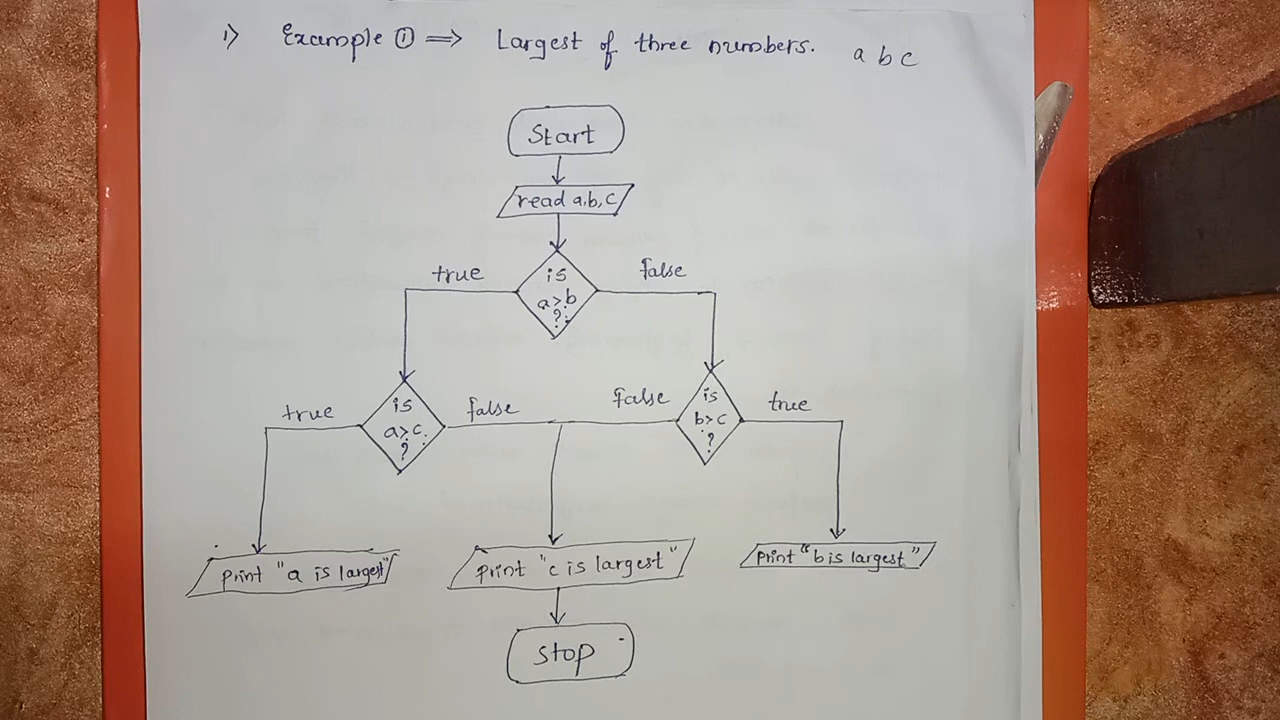 1) Example ① ⇒ Largest of three numbers. a b c
Start
read a,b,c
true
false
is
a>b
?
true
is
a>c
?
false
false
is
b>c
?
true
Print "a is largest"
Print "c is largest"
Print "b is largest"
Stop